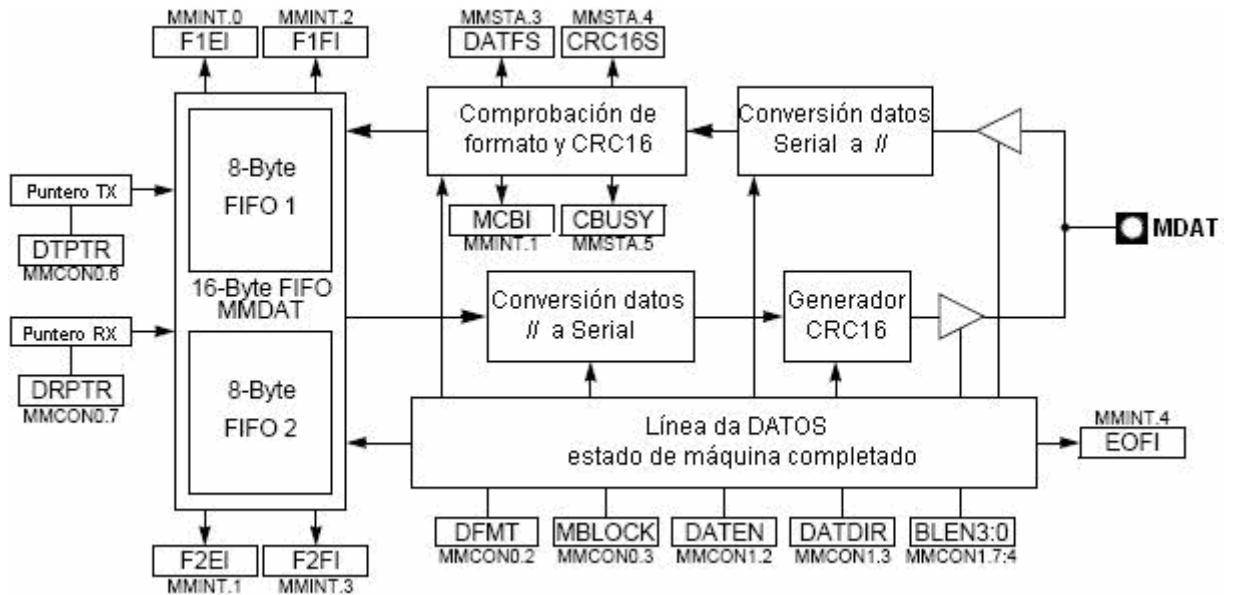 MMINT.0
MMINT.2
MMSTA.3
MMSTA.4
F1EI
F1FI
DATFS
CRC16S
8-Byte
FIFO 1
Comprobación de
formato y CRC16
Conversión datos
Serial a //
Puntero TX
DTPTR
MMCON0.6
MCBI
MMINT.1
CBUSY
MMSTA.5
MDAT
16-Byte FIFO
MMDAT
Conversión datos
// a Serial
Generador
CRC16
Puntero RX
DRPTR
MMCON0.7
8-Byte
FIFO 2
Línea da DATOS
estado de máquina completado
MMINT.4
EOFI
DFMT
MBLOCK
DATEN
DATDIR
BLEN3:0
MMCON0.2
MMCON0.3
MMCON1.2
MMCON1.3
MMCON1.7:4
F2EI
F2FI
MMINT.1
MMINT.3